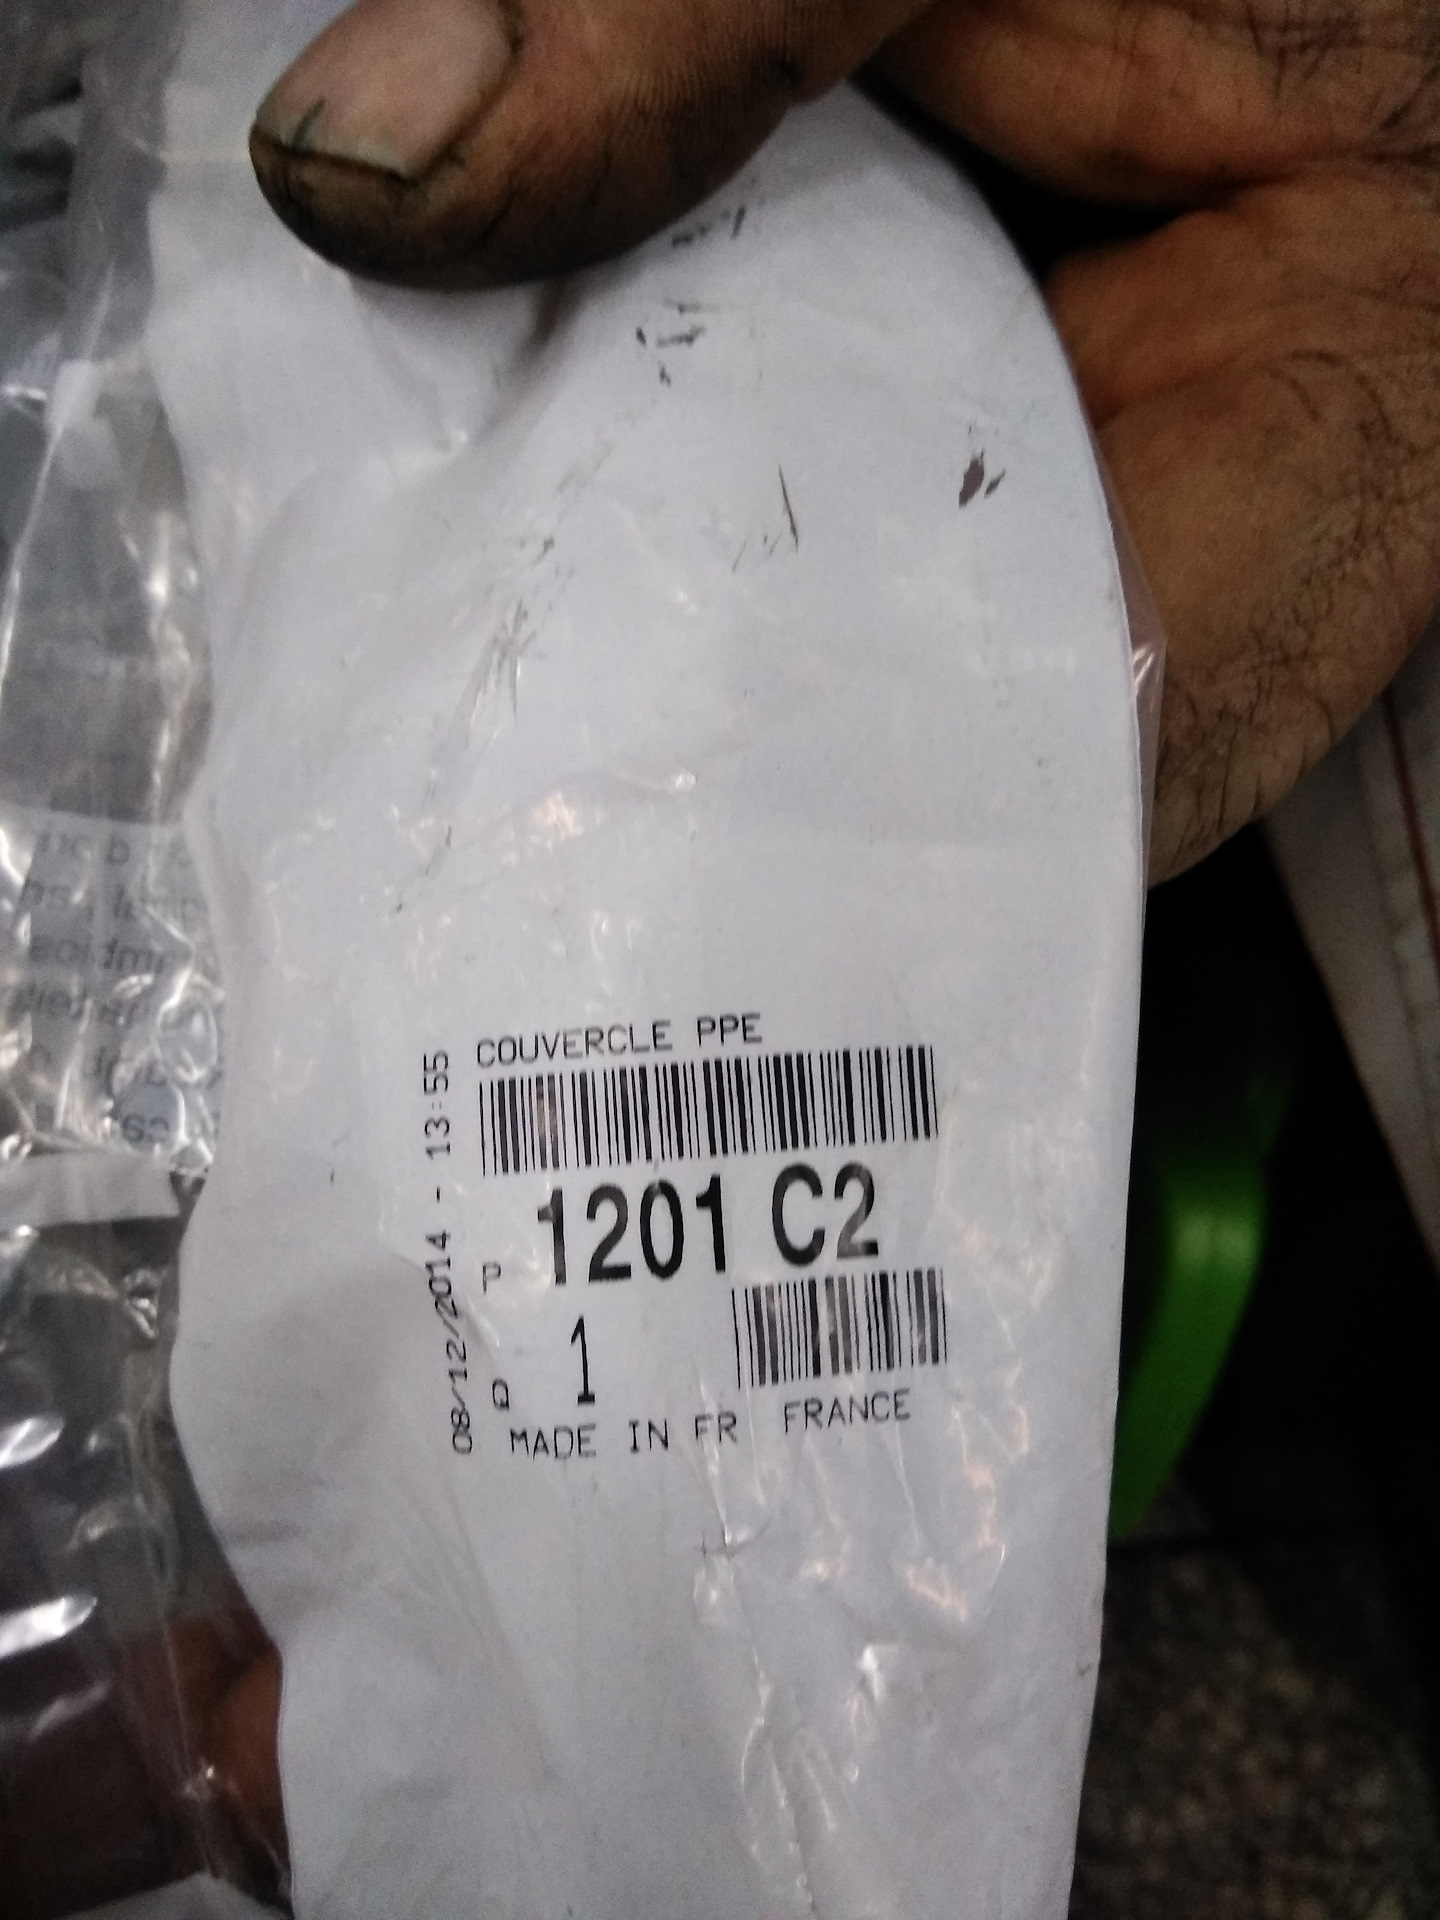 COUVERCLE PPE
P 1201 C2
Q 1
MADE IN FR FRANCE
08/12/2014 - 13:55